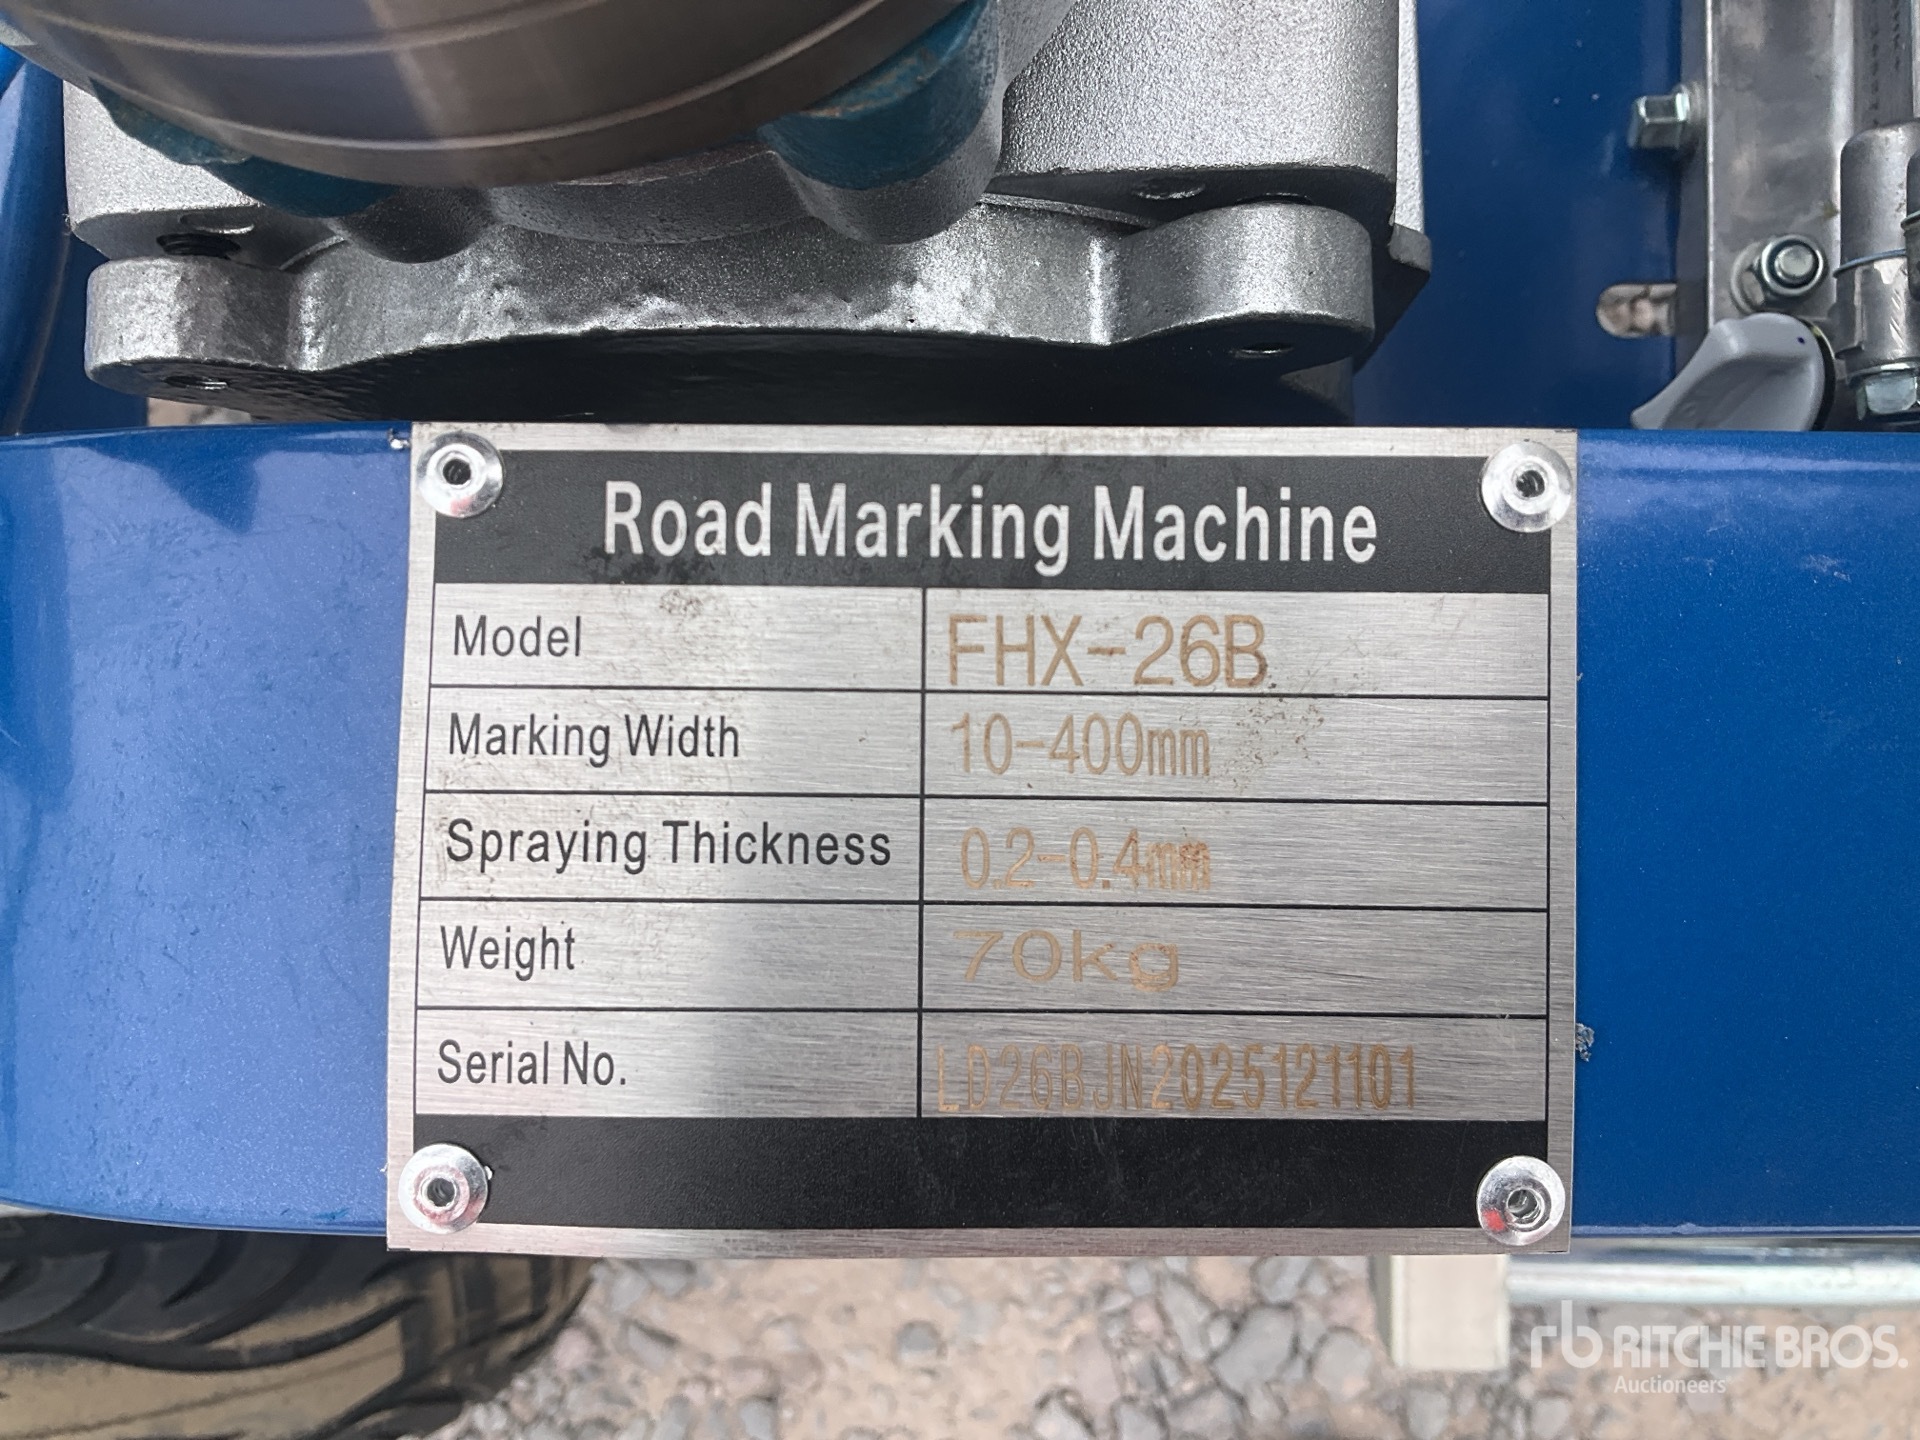 Road Marking Machine
Model FHX-26B
Marking Width 10-400mm
Spraying Thickness 0.2-0.4mm
Weight 70kg
Serial No. LD26BJN2025121101
rb RITCHIE BROS.
Auctioneers